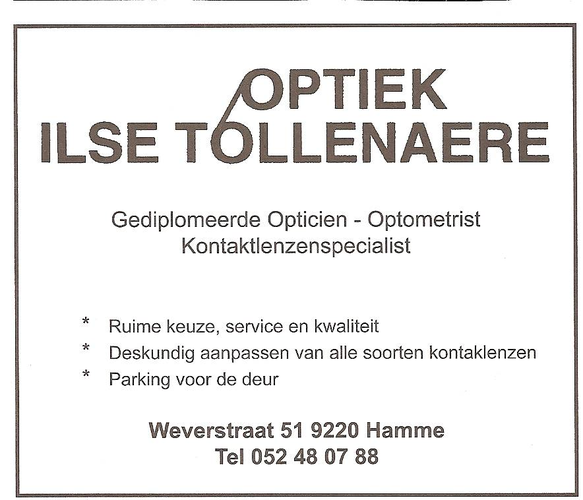 OPTIEK
ILSE TOLLENAERE
Gediplomeerde Opticien - Optometrist
Kontaktlenzenspecialist
* Ruime keuze, service en kwaliteit
* Deskundig aanpassen van alle soorten kontaklenzen
* Parking voor de deur
Weverstraat 51 9220 Hamme
Tel 052 48 07 88